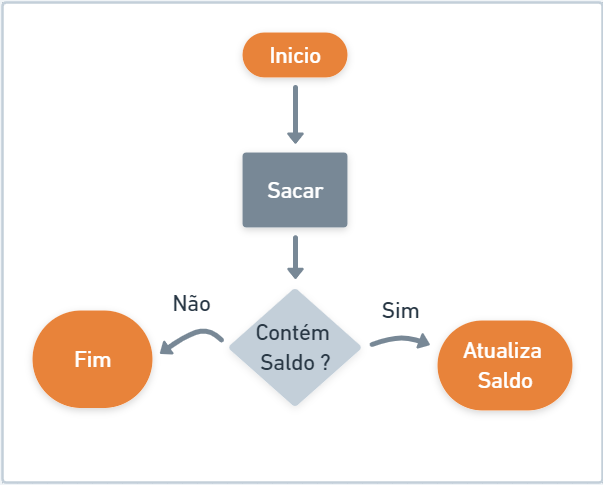 Inicio
Sacar
Não
Sim
Contém
Saldo ?
Fim
Atualiza
Saldo